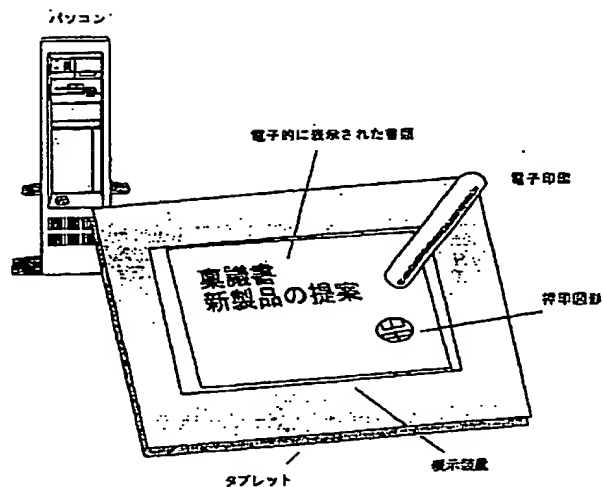 パソコン
電子的に表示された書類
電子印鑑
稟議書
新製品の提案
押印図形
表示装置
タブレット